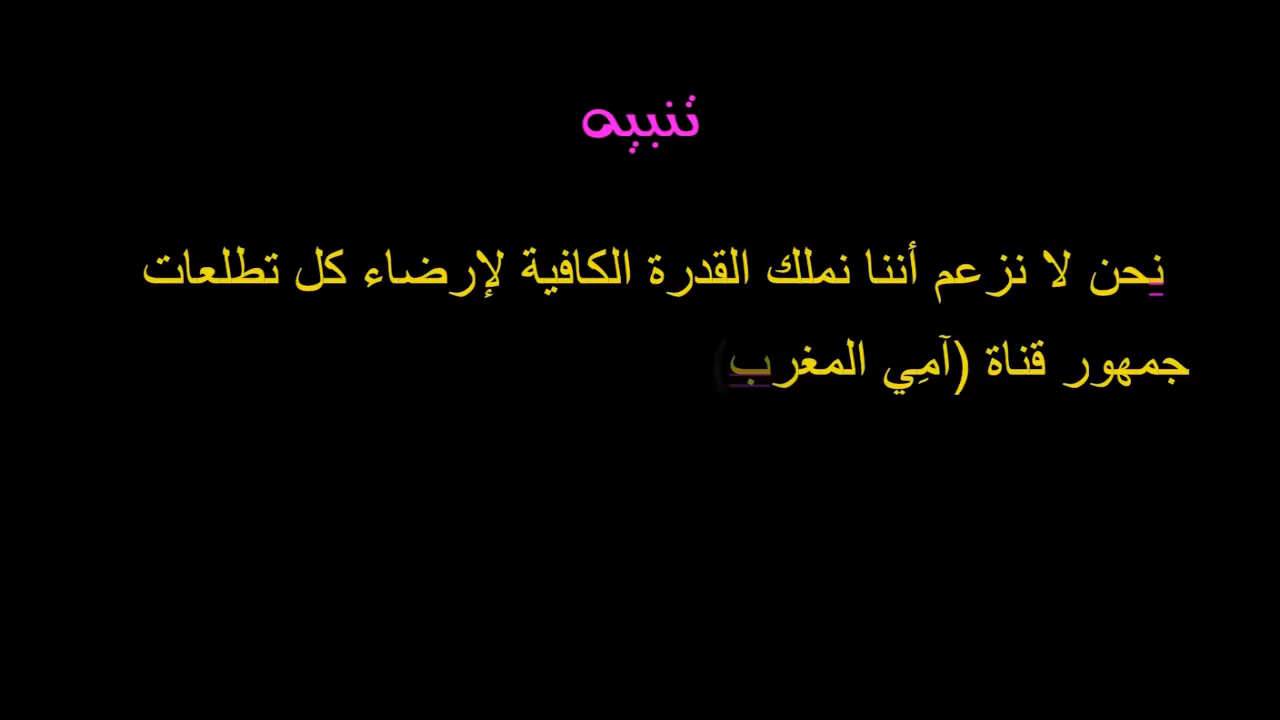 تنبيه
نحن لا نزعم أننا نملك القدرة الكافية لإرضاء كل تطلعات
جمهور قناة (آمِي المغرب)